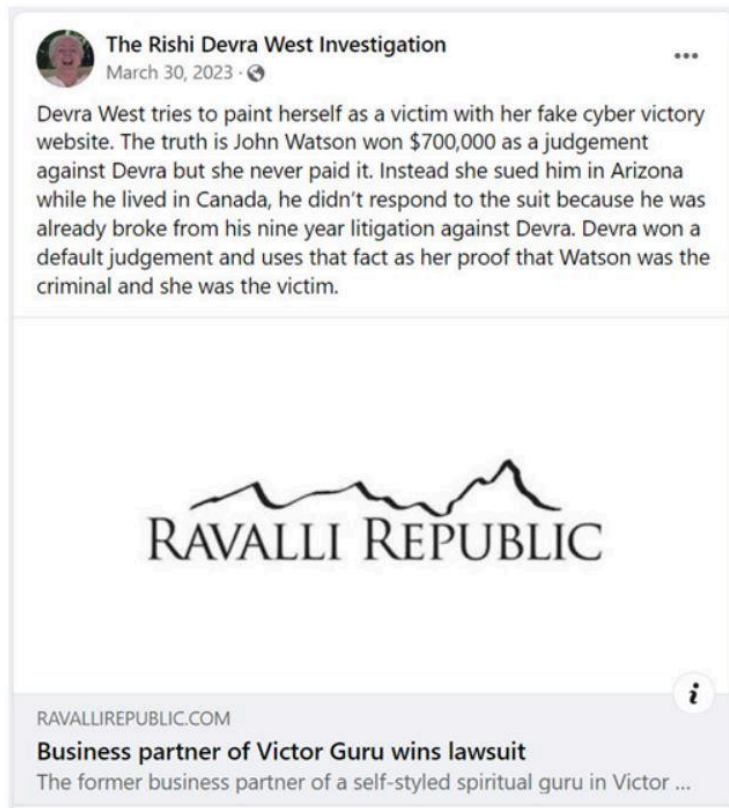 The Rishi Devra West Investigation
March 30, 2023 ·
Devra West tries to paint herself as a victim with her fake cyber victory
website. The truth is John Watson won $700,000 as a judgement
against Devra but she never paid it. Instead she sued him in Arizona
while he lived in Canada, he didn't respond to the suit because he was
already broke from his nine year litigation against Devra. Devra won a
default judgement and uses that fact as her proof that Watson was the
criminal and she was the victim.
RAVALLI REPUBLIC
i
RAVALLIREPUBLIC.COM
Business partner of Victor Guru wins lawsuit
The former business partner of a self-styled spiritual guru in Victor ...